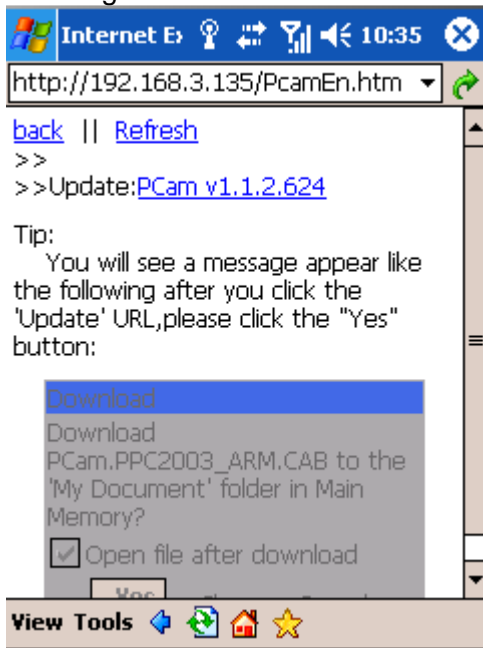 Internet E
10:35
http://192.168.3.135/PcamEn.htm
back || Refresh
>>
>>Update:PCam v1.1.2.624
Tip:
You will see a message appear like
the following after you click the
'Update' URL,please click the "Yes"
button:
Download
Download
PCam.PPC2003_ARM.CAB to the
'My Document' folder in Main
Memory?
Open file after download
Yes
View Tools